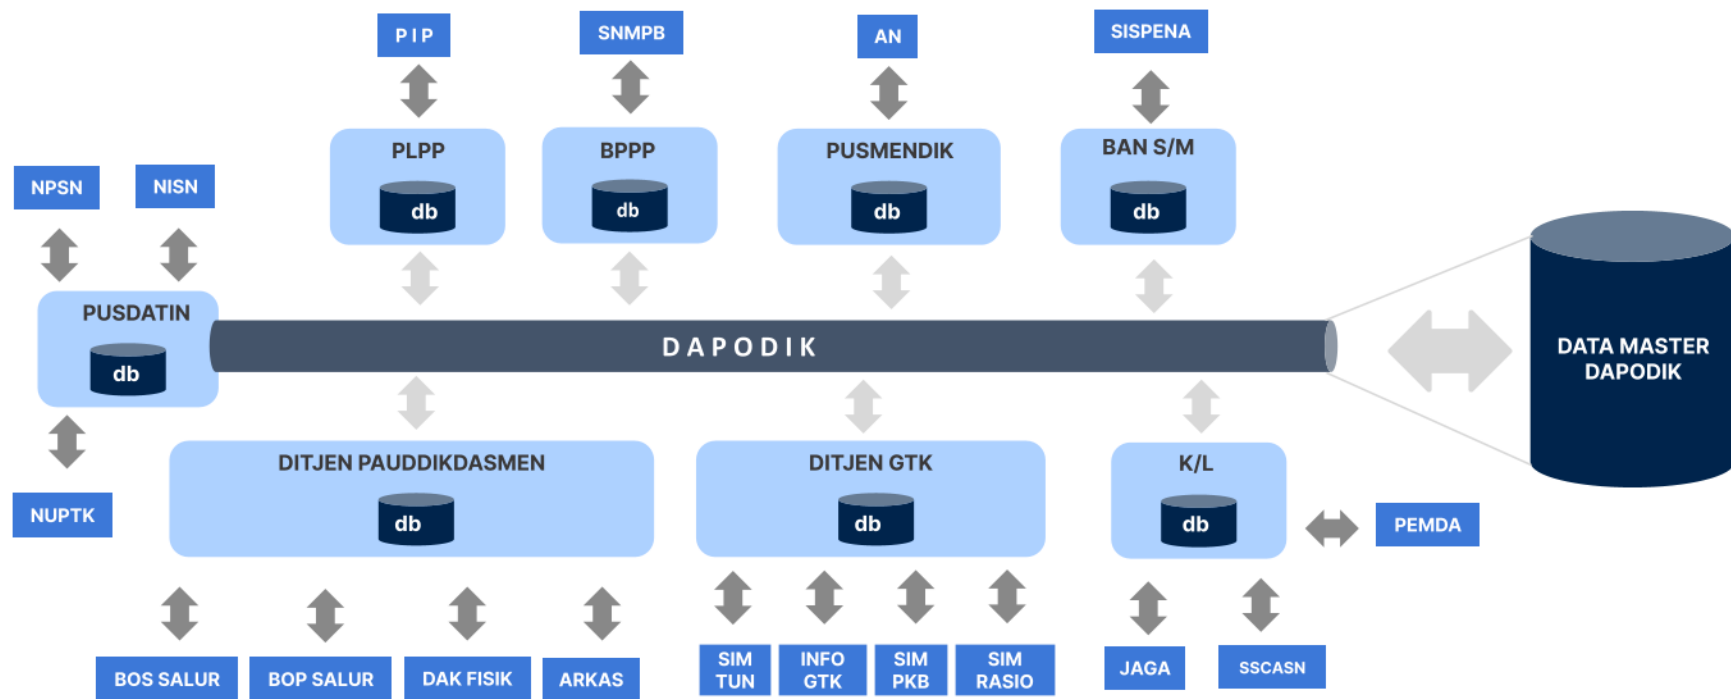 PIP
SNMPB
AN
SISPENA
PLPP
db
BPPP
db
PUSMENDIK
db
BAN S/M
db
NPSN
NISN
PUSDATIN
db
DAPODIK
DATA MASTER
DAPODIK
NUPTK
DITJEN PAUDDIKDASMEN
db
DITJEN GTK
db
K/L
db
PEMDA
BOS SALUR
BOP SALUR
DAK FISIK
ARKAS
SIM
TUN
INFO
GTK
SIM
PKB
SIM
RASIO
JAGA
SSCASN